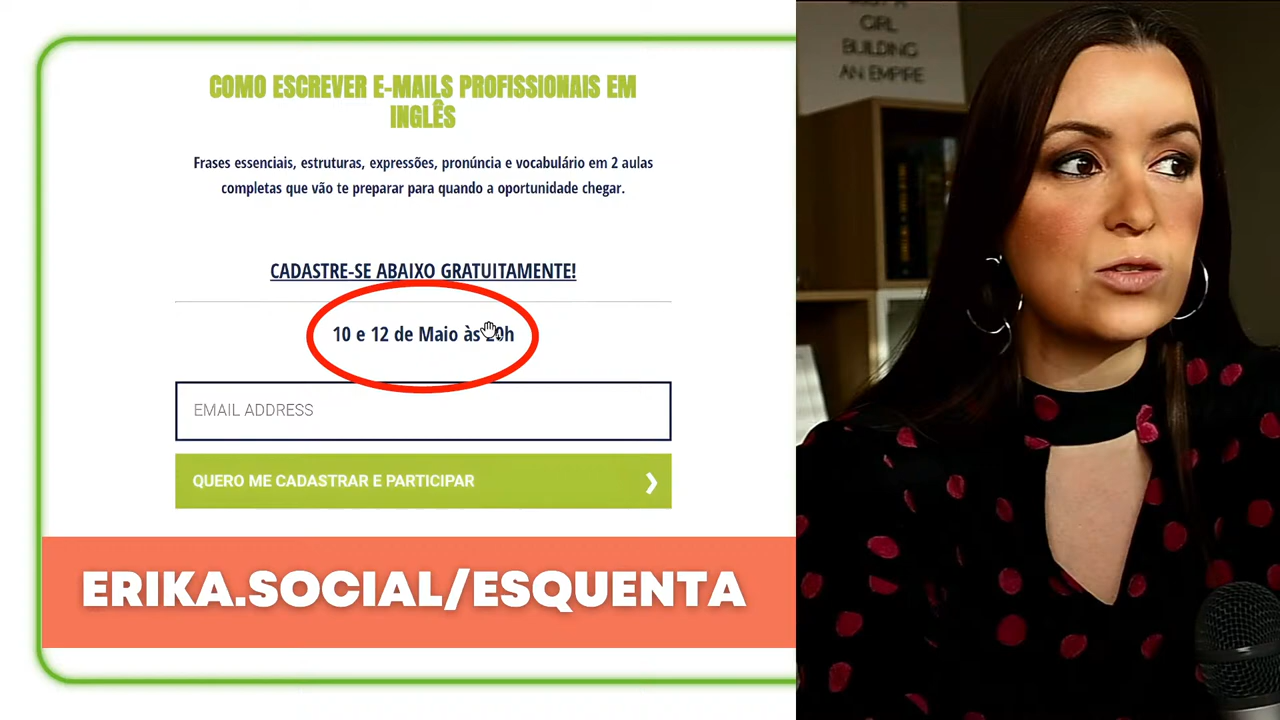 COMO ESCREVER E-MAILS PROFISSIONAIS EM
INGLÊS
Frases essenciais, estruturas, expressões, pronúncia e vocabulário em 2 aulas
completas que vão te preparar para quando a oportunidade chegar.
CADASTRE-SE ABAIXO GRATUITAMENTE!
10 e 12 de Maio às
EMAIL ADDRESS
QUERO ME CADASTRAR E PARTICIPAR
ERIKA.SOCIAL/ESQUENTA
GIRL
BUILDING
AN EMPIRE